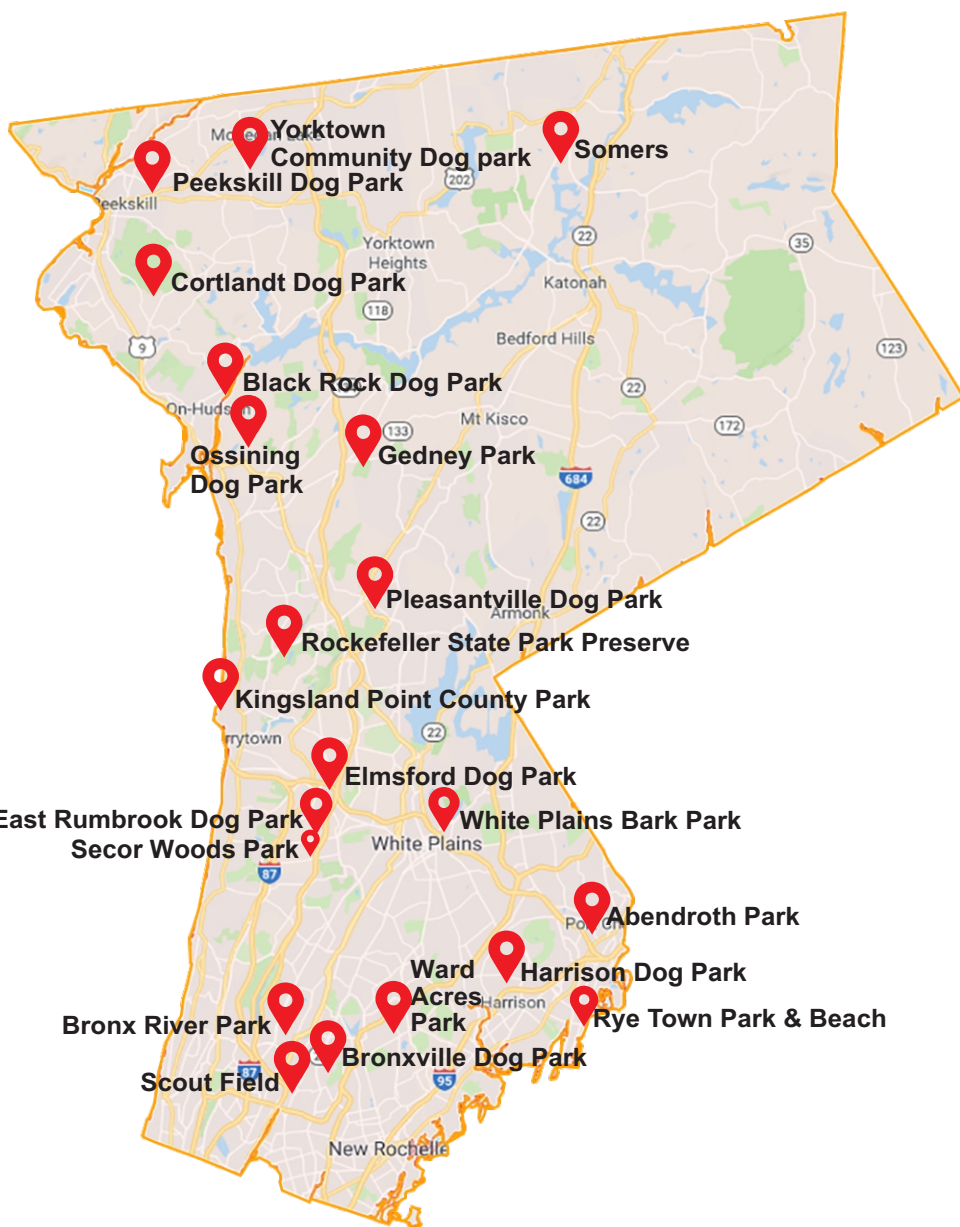 Yorktown
Community Dog park
Somers
Peekskill Dog Park
202
Peekskill
22
35
Yorktown
Heights
Cortlandt Dog Park
Katonah
118
9
Bedford Hills
123
Black Rock Dog Park
22
On-Hudson
Mt Kisco
172
133
Ossining
Dog Park
Gedney Park
684
22
Pleasantville Dog Park
Armonk
Rockefeller State Park Preserve
Kingsland Point County Park
rrytown
22
Elmsford Dog Park
East Rumbrook Dog Park
White Plains Bark Park
Secor Woods Park
White Plains
87
Abendroth Park
Harrison Dog Park
Ward
Acres
Park
Harrison
Rye Town Park & Beach
Bronx River Park
Bronxville Dog Park
87
Scout Field
95
New Rochelle